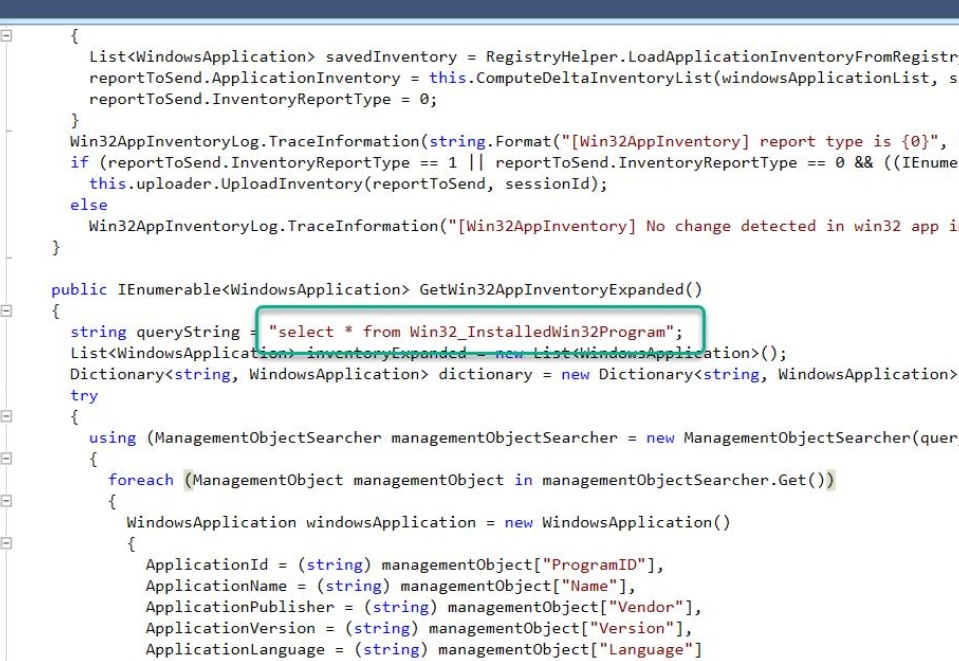 {
List<WindowsApplication> savedInventory = RegistryHelper.LoadApplicationInventoryFromRegistry
reportToSend.ApplicationInventory = this.ComputeDeltaInventoryList(windowsApplicationList, s
reportToSend.InventoryReportType = 0;
}
Win32AppInventoryLog.TraceInformation(string.Format("[Win32AppInventory] report type is {0}",
if (reportToSend.InventoryReportType == 1 || reportToSend.InventoryReportType == 0 && ((IEnume
this.uploader.UploadInventory(reportToSend, sessionId);
else
Win32AppInventoryLog.TraceInformation("[Win32AppInventory] No change detected in win32 app i
}
public IEnumerable<WindowsApplication> GetWin32AppInventoryExpanded()
{
string queryString = "select * from Win32_InstalledWin32Program";
List<WindowsApplication> inventoryExpanded = new List<WindowsApplication>();
Dictionary<string, WindowsApplication> dictionary = new Dictionary<string, WindowsApplication>
try
{
using (ManagementObjectSearcher managementObjectSearcher = new ManagementObjectSearcher(quer
{
foreach (ManagementObject managementObject in managementObjectSearcher.Get())
{
WindowsApplication windowsApplication = new WindowsApplication()
{
ApplicationId = (string) managementObject["ProgramID"],
ApplicationName = (string) managementObject["Name"],
ApplicationPublisher = (string) managementObject["Vendor"],
ApplicationVersion = (string) managementObject["Version"],
ApplicationLanguage = (string) managementObject["Language"]